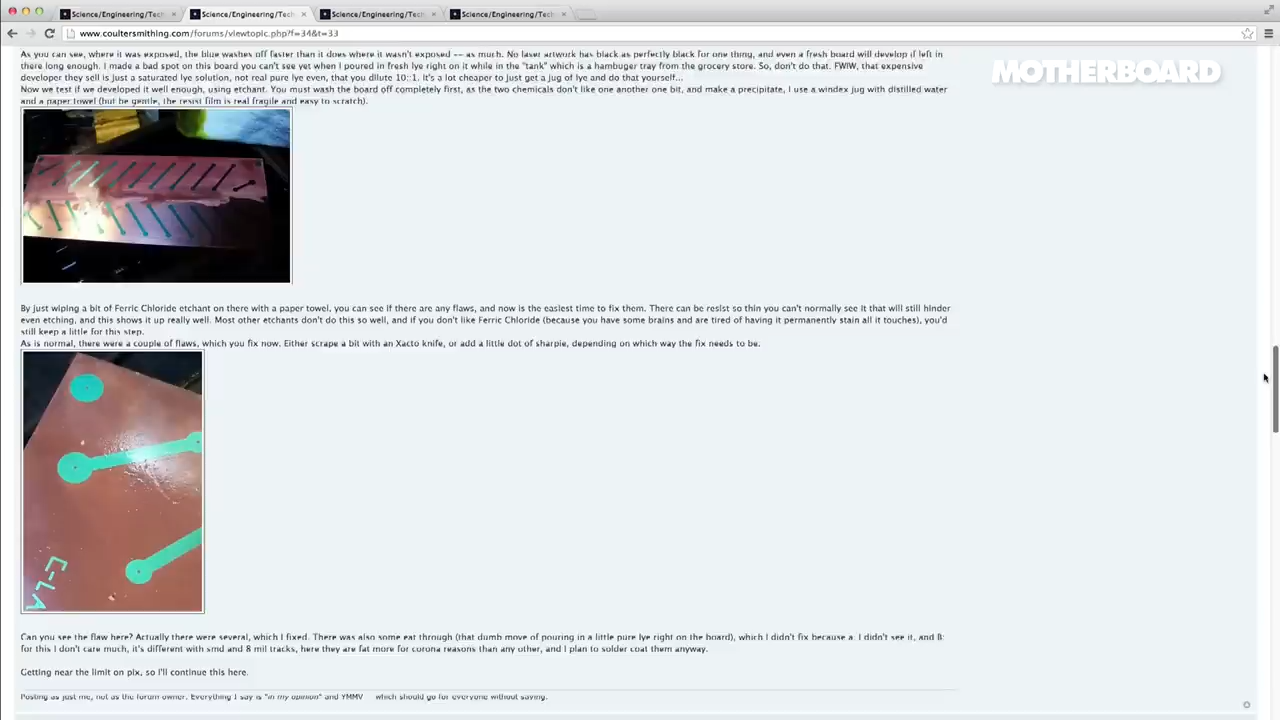 Science/Engineering/Tech
Science/Engineering/Tech
Science/Engineering/Tech
Science/Engineering/Tech
www.coultersmithing.com/forums/viewtopic.php?f=34&t=33
MOTHERBOARD
As you can see, where it was exposed, the blue washes off faster than it does where it wasn't exposed -- as much. No laser artwork has black as perfectly black for one thing, and even a fresh board will develop if left in
there long enough. I made a bad spot on this board you can't see yet when I poured in fresh lye right on it while in the "tank" which is a hambuger tray from the grocery store. So, don't do that. FWIW, that expensive
developer they sell is just a saturated lye solution, not real pure lye even, that you dilute 10::1. It's a lot cheaper to just get a jug of lye and do that yourself...
Now we test if we developed it well enough, using etchant. You must wash the board off completely first, as the two chemicals don't like one another one bit, and make a precipitate, I use a windex jug with distilled water
and a paper towel (but be gentle, the resist film is real fragile and easy to scratch).
By just wiping a bit of Ferric Chloride etchant on there with a paper towel, you can see if there are any flaws, and now is the easiest time to fix them. There can be resist so thin you can't normally see it that will still hinder
even etching, and this shows it up really well. Most other etchants don't do this so well, and if you don't like Ferric Chloride (because you have some brains and are tired of having it permanently stain all it touches), you'd
still keep a little for this step.
As is normal, there were a couple of flaws, which you fix now. Either scrape a bit with an Xacto knife, or add a little dot of sharpie, depending on which way the fix needs to be.
C-LA
Can you see the flaw here? Actually there were several, which I fixed. There was also some eat through (that dumb move of pouring in a little pure lye right on the board), which I didn't fix because a: I didn't see it, and B:
for this I don't care much, it's different with smd and 8 mil tracks, here they are fat more for corona reasons than any other, and I plan to solder coat them anyway.
Getting near the limit on pix, so I'll continue this here.
Posting as just me, not as the forum owner. Everything I say is "in my opinion" and YMMV which should go for everyone without saying.